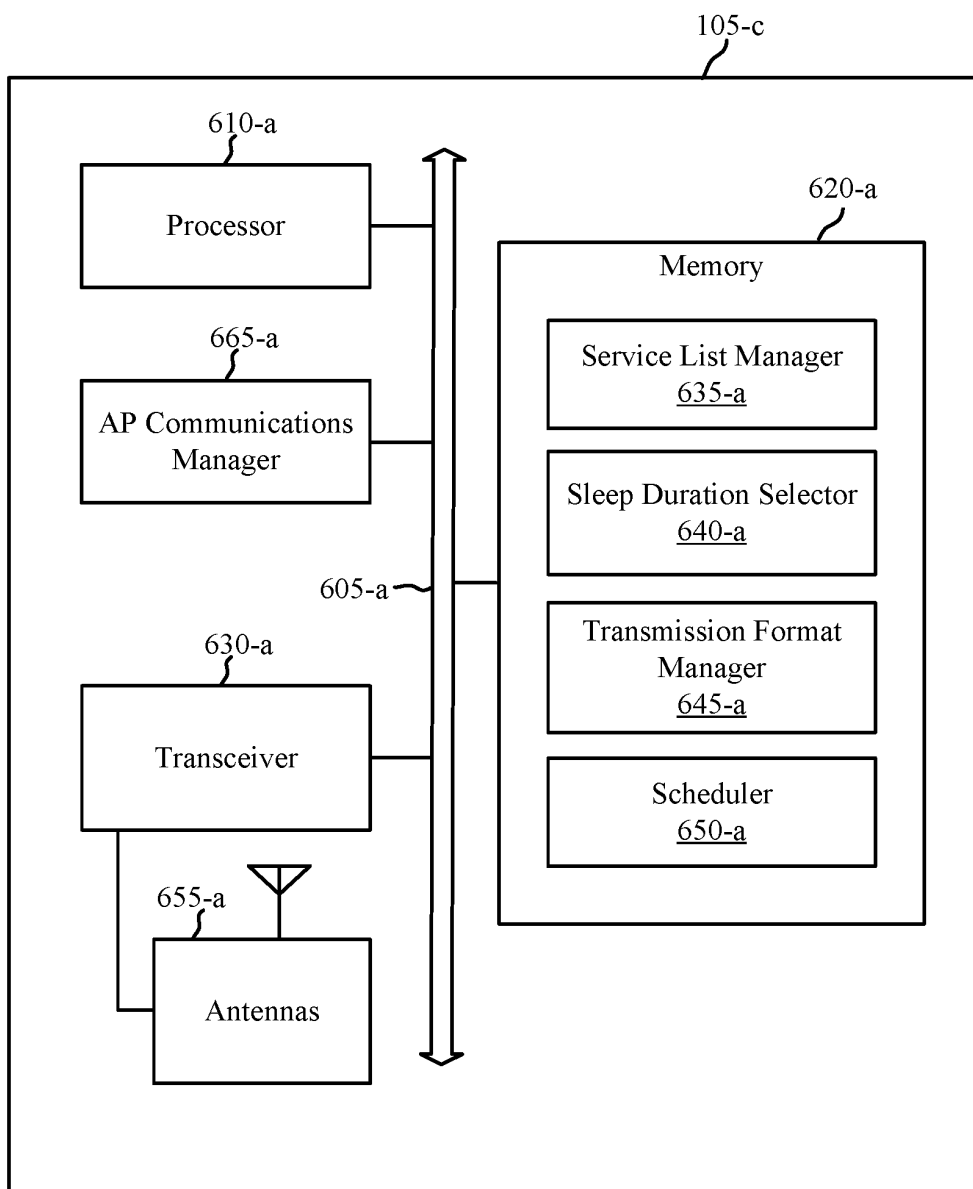 105-c
610-a
Processor
620-a
Memory
665-a
AP Communications
Manager
Service List Manager
635-a
Sleep Duration Selector
640-a
605-a
630-a
Transceiver
Transmission Format
Manager
645-a
Scheduler
650-a
655-a
Antennas